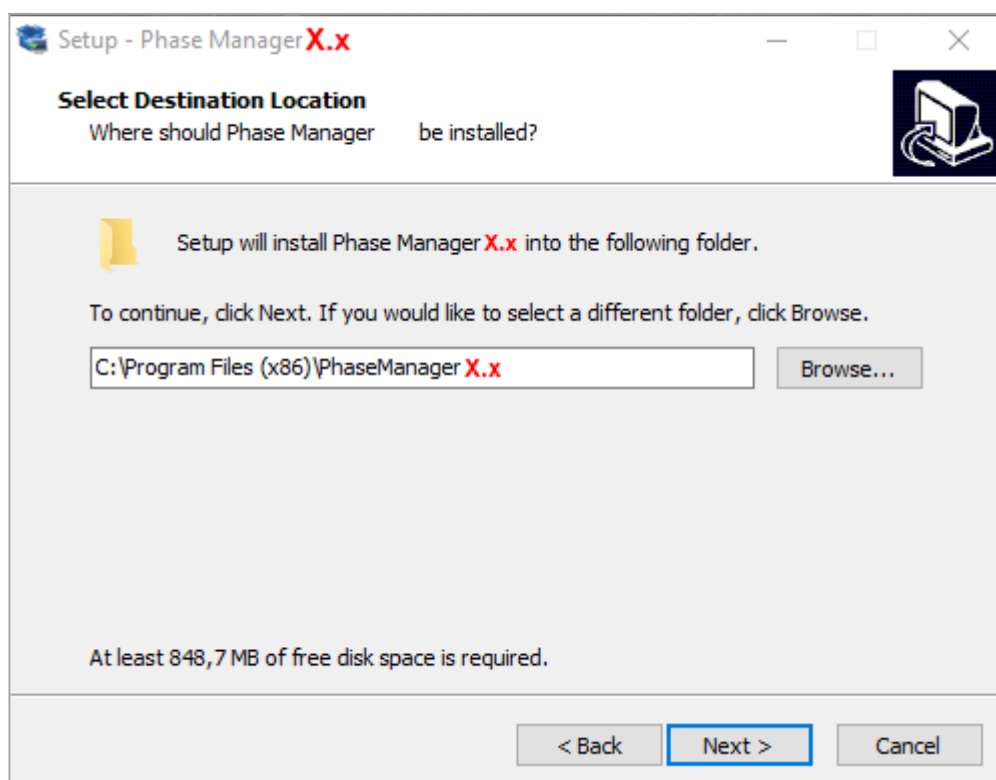 Setup - Phase Manager X.x
Select Destination Location
Where should Phase Manager be installed?
Setup will install Phase Manager X.x into the following folder.
To continue, click Next. If you would like to select a different folder, click Browse.
C:\Program Files (x86)\PhaseManager X.x
Browse...
At least 848,7 MB of free disk space is required.
< Back
Next >
Cancel